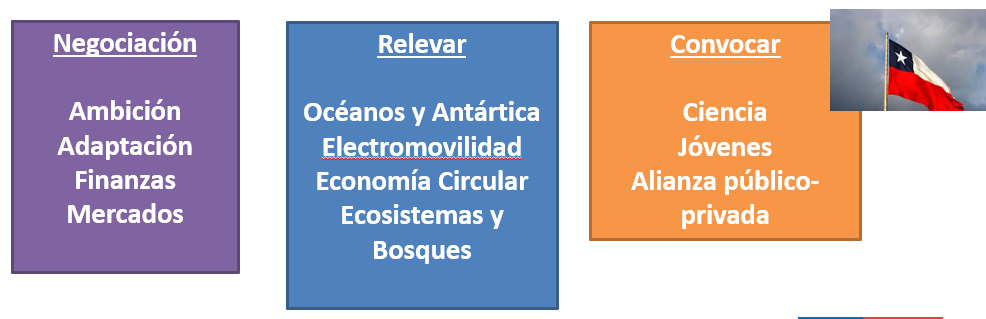 Negociación
Ambición
Adaptación
Finanzas
Mercados
Relevar
Océanos y Antártica
Electromovilidad
Economía Circular
Ecosistemas y
Bosques
Convocar
Ciencia
Jóvenes
Alianza público-
privada